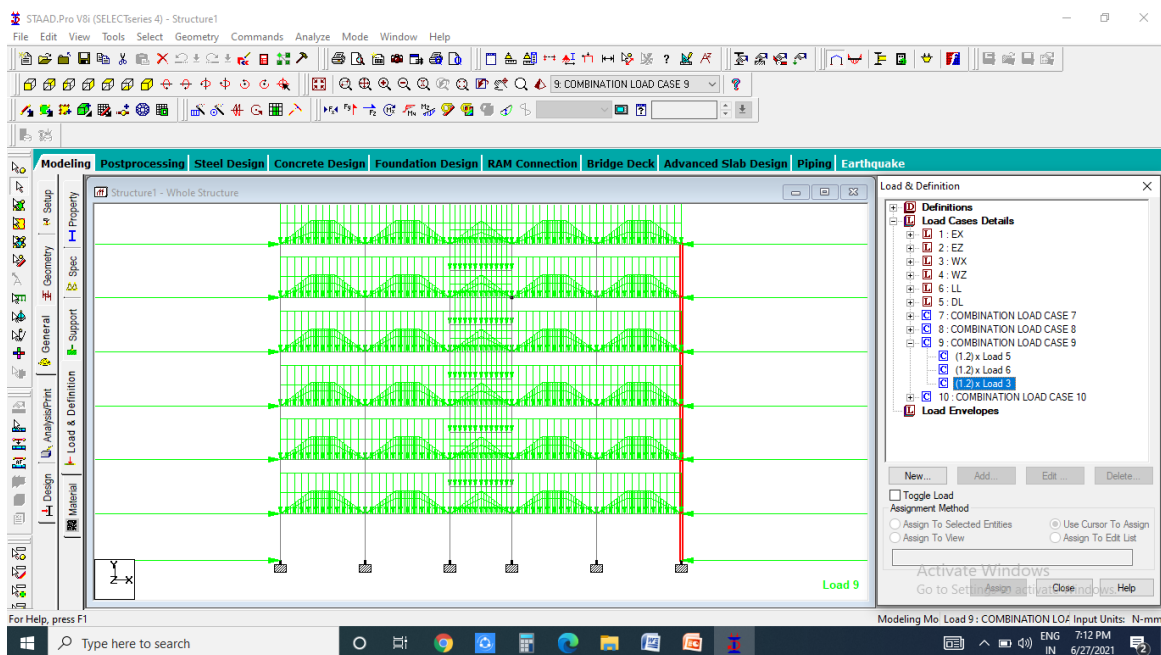 STAAD.Pro V8i (SELECTseries 4) - Structure1
File Edit View Tools Select Geometry Commands Analyze Mode Window Help
9: COMBINATION LOAD CASE 9
Modeling Postprocessing Steel Design Concrete Design Foundation Design RAM Connection Bridge Deck Advanced Slab Design Piping Earthquake
Setup
Geometry
General
Analysis/Print
Design
Property
Spec
Support
Load & Definition
Material
Structure1 - Whole Structure
Y
Z X
Load 9
Load & Definition
Definitions
Load Cases Details
1 : EX
2 : EZ
3 : WX
4 : WZ
6 : LL
5 : DL
7 : COMBINATION LOAD CASE 7
8 : COMBINATION LOAD CASE 8
9 : COMBINATION LOAD CASE 9
(1.2) x Load 5
(1.2) x Load 6
(1.2) x Load 3
10 : COMBINATION LOAD CASE 10
Load Envelopes
New... Add... Edit ... Delete...
Toggle Load
Assignment Method
Assign To Selected Entities Use Cursor To Assign
Assign To View Assign To Edit List
Activate Windows
Assign Close Help
For Help, press F1
Modeling Mo Load 9 : COMBINATION LOA Input Units: N-mm
Type here to search
ENG 7:12 PM
IN 6/27/2021